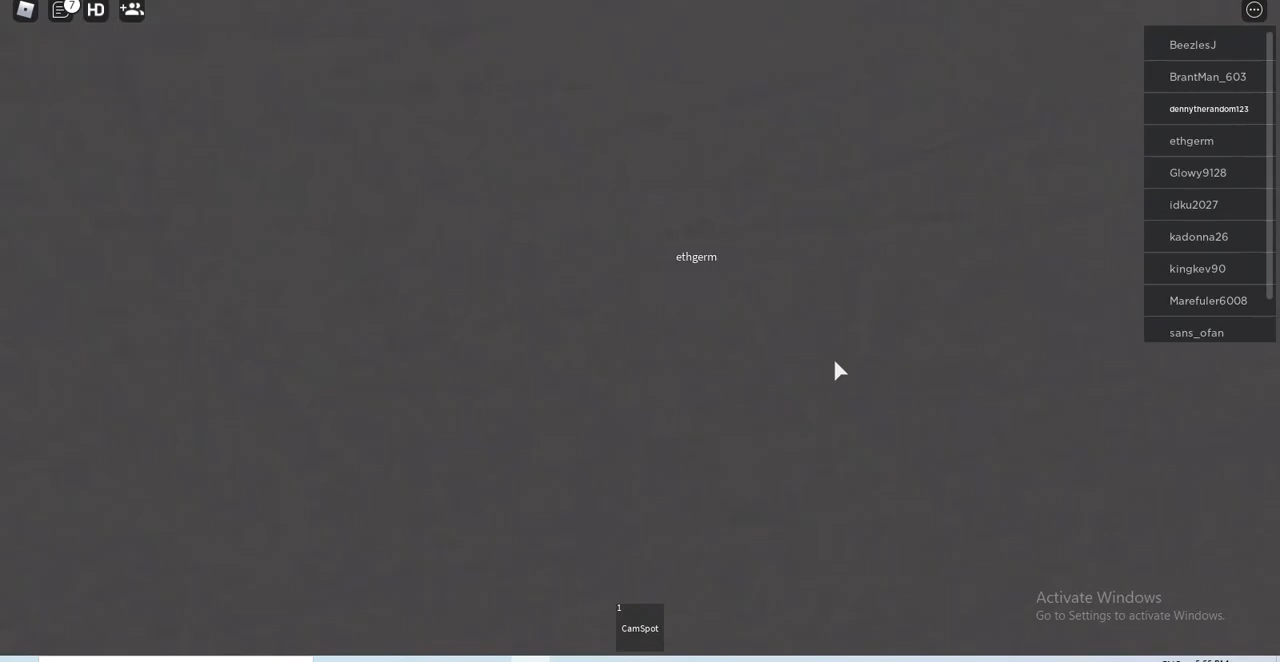 7
HD
BeezlesJ
BrantMan_603
dennytherandom123
ethgerm
Glowy9128
idku2027
kadonna26
kingkev90
Marefuler6008
sans_ofan
ethgerm
Activate Windows
Go to Settings to activate Windows.
1
CamSpot